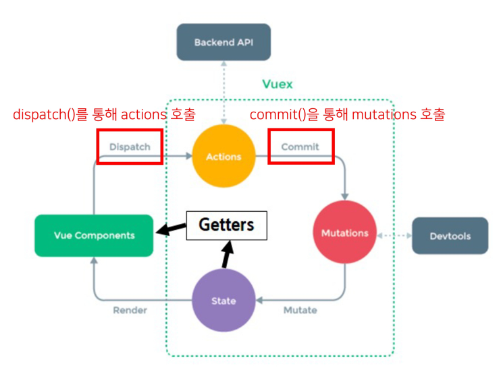 Backend API
Vuex
dispatch()를 통해 actions 호출
commit()을 통해 mutations 호출
Dispatch
Actions
Commit
Getters
Vue Components
Mutations
Devtools
State
Render
Mutate